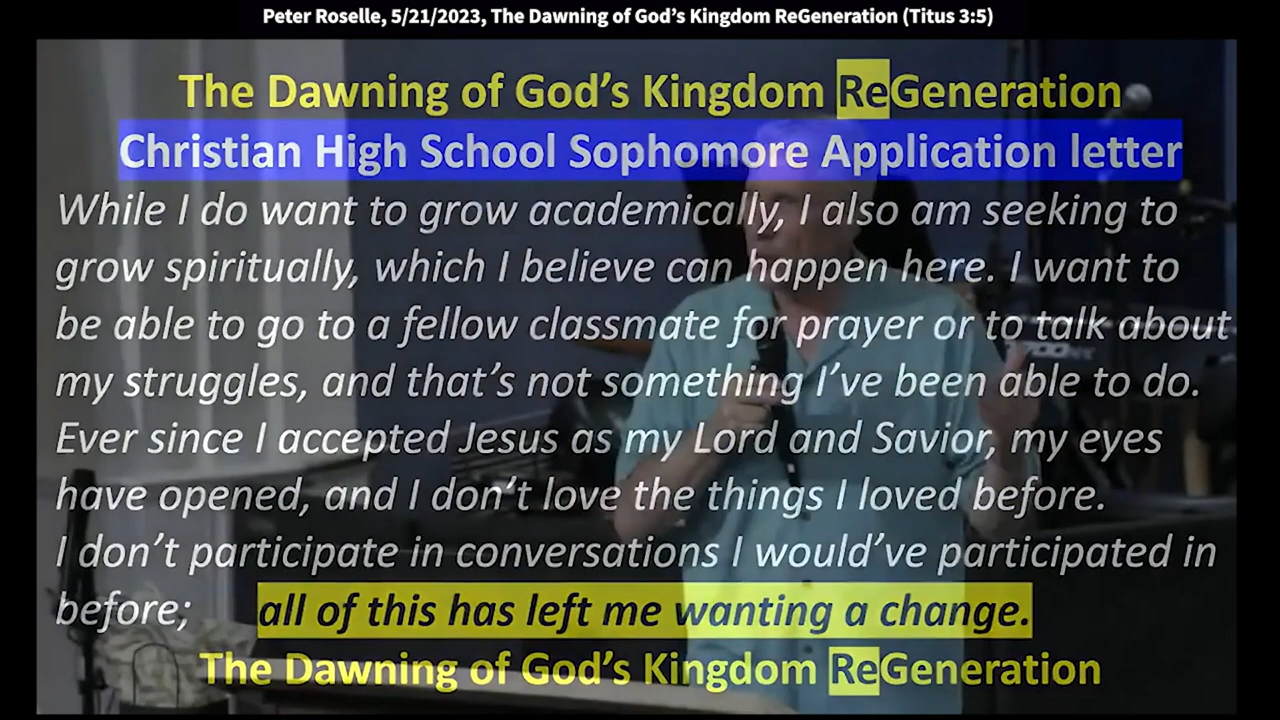 Peter Roselle, 5/21/2023, The Dawning of God's Kingdom ReGeneration (Titus 3:5)
The Dawning of God's Kingdom ReGeneration
Christian High School Sophomore Application letter
While I do want to grow academically, I also am seeking to
grow spiritually, which I believe can happen here. I want to
be able to go to a fellow classmate for prayer or to talk about
my struggles, and that's not something I've been able to do.
Ever since I accepted Jesus as my Lord and Savior, my eyes
have opened, and I don't love the things I loved before.
I don't participate in conversations I would've participated in
before; all of this has left me wanting a change.
The Dawning of God's Kingdom ReGeneration